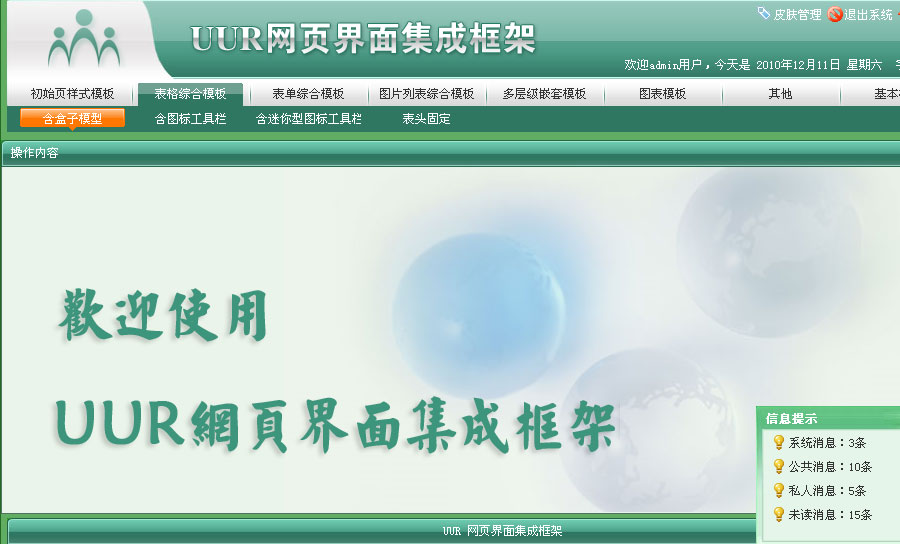 皮肤管理 退出系统
UUR网页界面集成框架
欢迎admin用户，今天是 2010年12月11日 星期六
初始页样式模板 表格综合模板 表单综合模板 图片列表综合模板 多层级嵌套模板 图表模板 其他 基本
含盒子模型 含图标工具栏 含迷你型图标工具栏 表头固定
操作内容
歡迎使用
UUR網頁界面集成框架
信息提示
系统消息：3条
公共消息：10条
私人消息：5条
未读消息：15条
UUR 网页界面集成框架